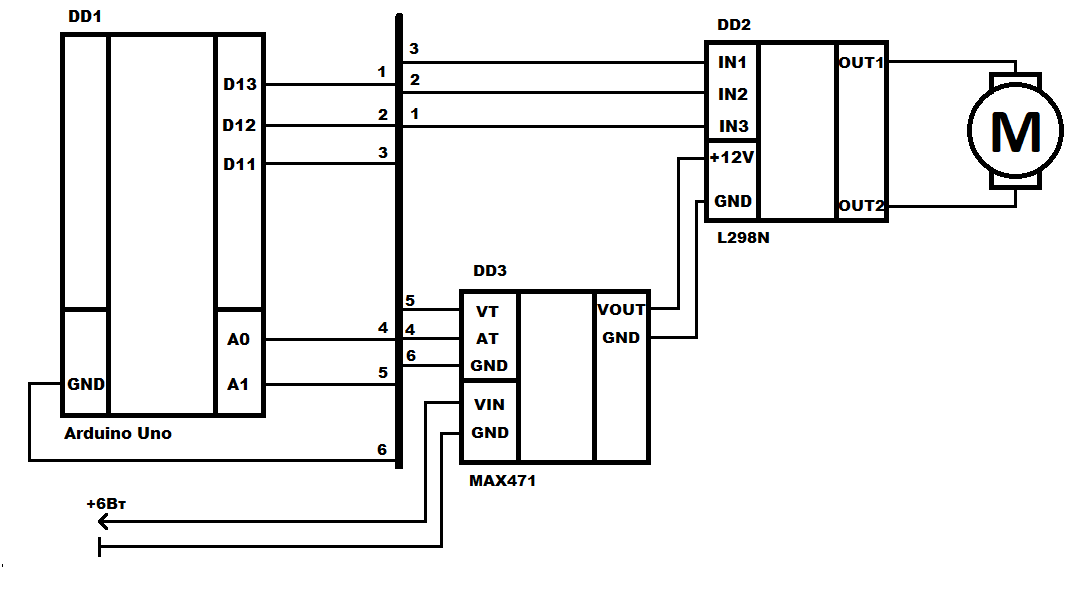 DD1
D13
D12
D11
A0
A1
GND
Arduino Uno
1
2
3
4
5
6
3
2
1
5
4
6
DD2
IN1
IN2
IN3
+12V
GND
OUT1
OUT2
L298N
M
DD3
VT
AT
GND
VIN
GND
VOUT
GND
MAX471
+6Вт